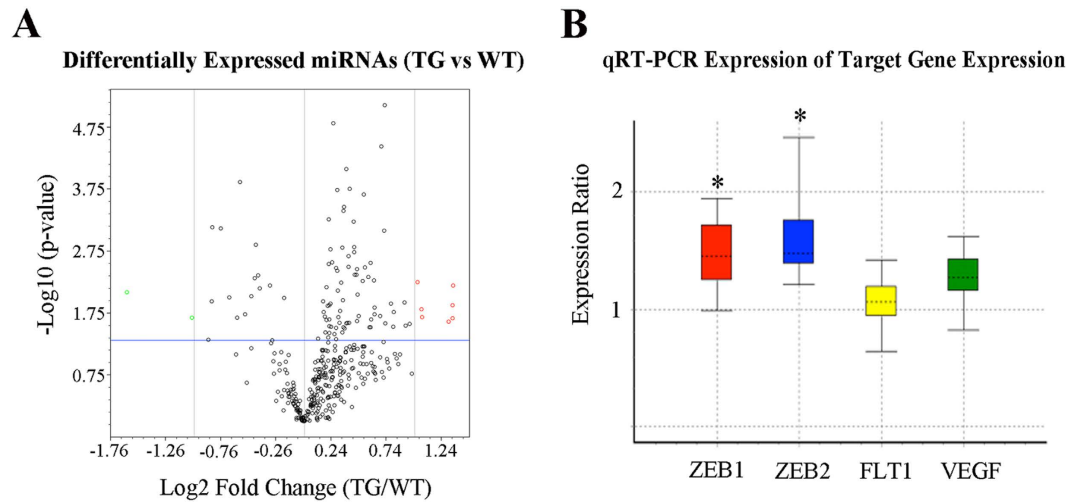 A
Differentially Expressed miRNAs (TG vs WT)
-Log10 (p-value)
4.75
3.75
2.75
1.75
0.75
-1.76 -1.26 -0.76 -0.26 0.24 0.74 1.24
Log2 Fold Change (TG/WT)
B
qRT-PCR Expression of Target Gene Expression
Expression Ratio
2
1
* *
ZEB1 ZEB2 FLT1 VEGF